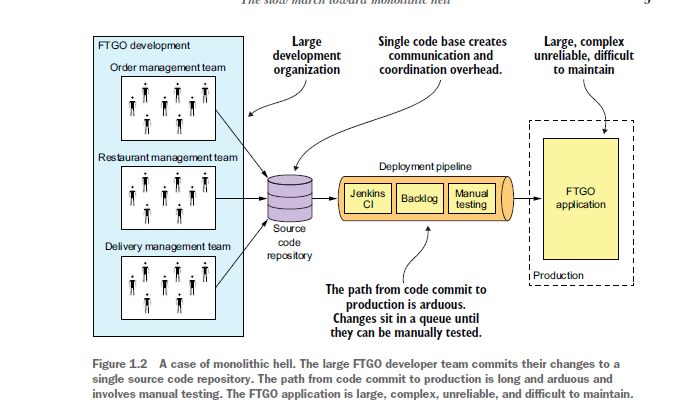 The slow march toward monolithic hell
FTGO development
Order management team
Restaurant management team
Delivery management team
Large
development
organization
Single code base creates
communication and
coordination overhead.
Large, complex
unreliable, difficult
to maintain
Source
code
repository
Deployment pipeline
Jenkins
CI
Backlog
Manual
testing
FTGO
application
Production
The path from code commit to
production is arduous.
Changes sit in a queue until
they can be manually tested.
Figure 1.2 A case of monolithic hell. The large FTGO developer team commits their changes to a
single source code repository. The path from code commit to production is long and arduous and
involves manual testing. The FTGO application is large, complex, unreliable, and difficult to maintain.